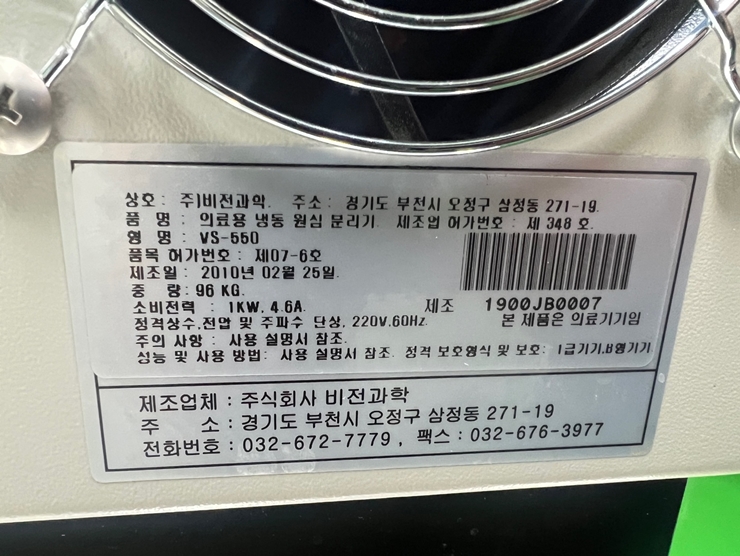 상호 : 주)비전과학. 주소 : 경기도 부천시 오정구 삼정동 271-19.
품 명 : 의료용 냉동 원심 분리기. 제조업 허가번호 : 제 348 호.
형 명 : VS-550
품목 허가번호 : 제07-6호
제조일 : 2010년 02월 25일.
중 량 : 96 KG.
소비전력 : 1KW, 4.6A. 제조 1900JB0007
정격상수,전압 및 주파수 단상, 220V,60Hz. 본 제품은 의료기기임
주의 사항 : 사용 설명서 참조.
성능 및 사용 방법: 사용 설명서 참조. 정격 보호형식 및 보호: 1급기기,B형기기
제조업체 : 주식회사 비전과학
주 소 : 경기도 부천시 오정구 삼정동 271-19
전화번호 : 032-672-7779 , 팩스 : 032-676-3977